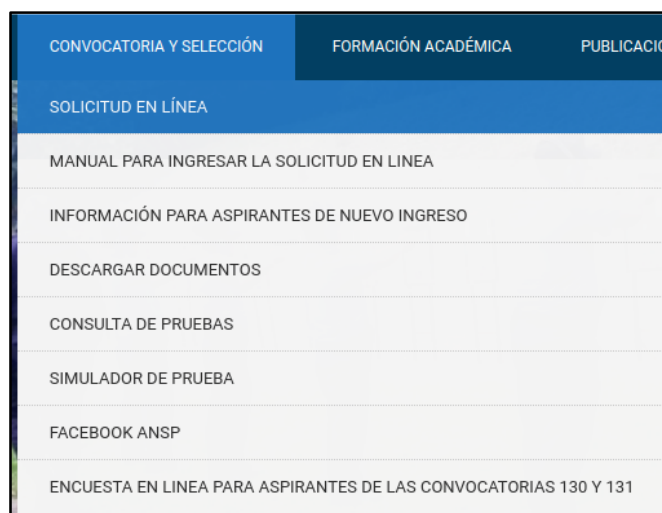 CONVOCATORIA Y SELECCIÓN FORMACIÓN ACADÉMICA
SOLICITUD EN LÍNEA
MANUAL PARA INGRESAR LA SOLICITUD EN LINEA
INFORMACIÓN PARA ASPIRANTES DE NUEVO INGRESO
DESCARGAR DOCUMENTOS
CONSULTA DE PRUEBAS
SIMULADOR DE PRUEBA
FACEBOOK ANSP
ENCUESTA EN LINEA PARA ASPIRANTES DE LAS CONVOCATORIAS 130 Y 131